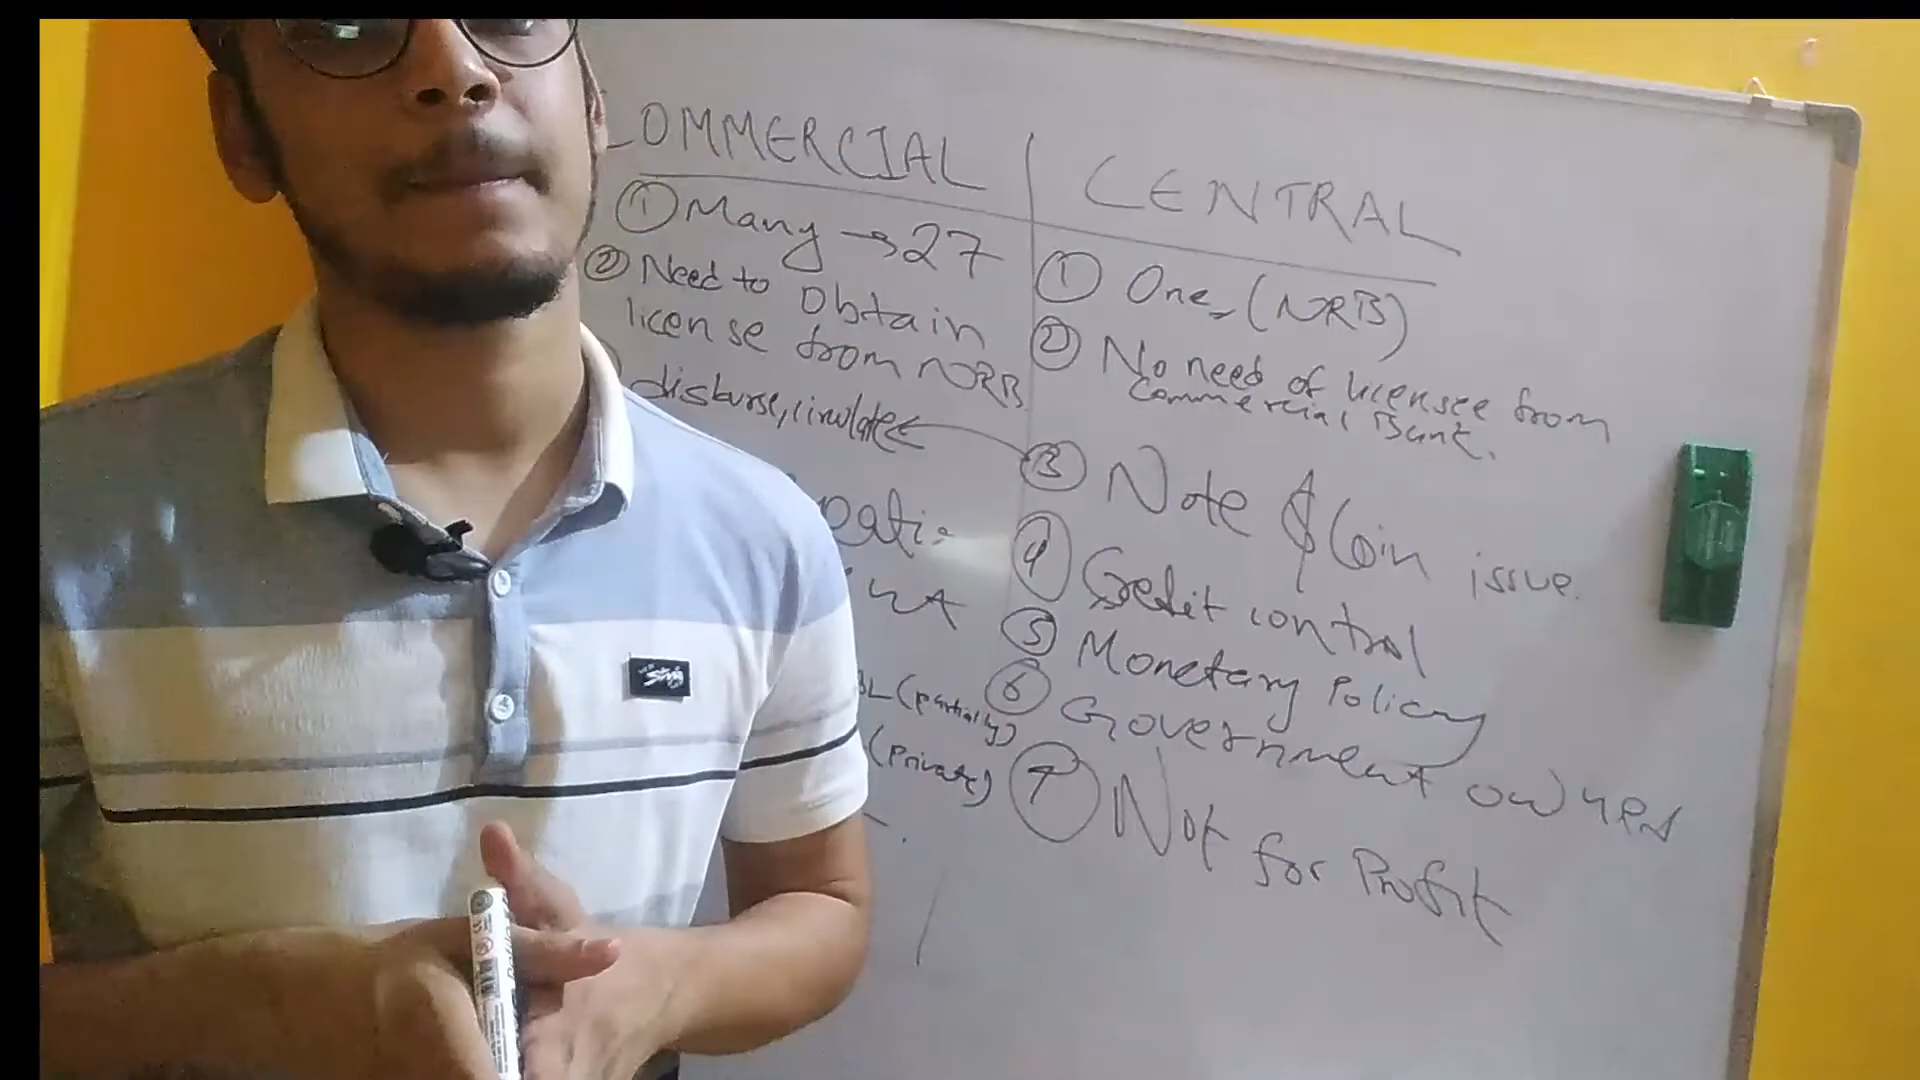 COMMERCIAL
① Many → 27
② Need to obtain
license from NRB
disburse, circulate
(partially)
(Private)
CENTRAL
① One, (NRB)
② No need of licensee from
Commercial Bank.
③ Note & Coin issue.
④ Credit control
⑤ Monetary Policy
⑥ Government owned
⑦ Not for Profit